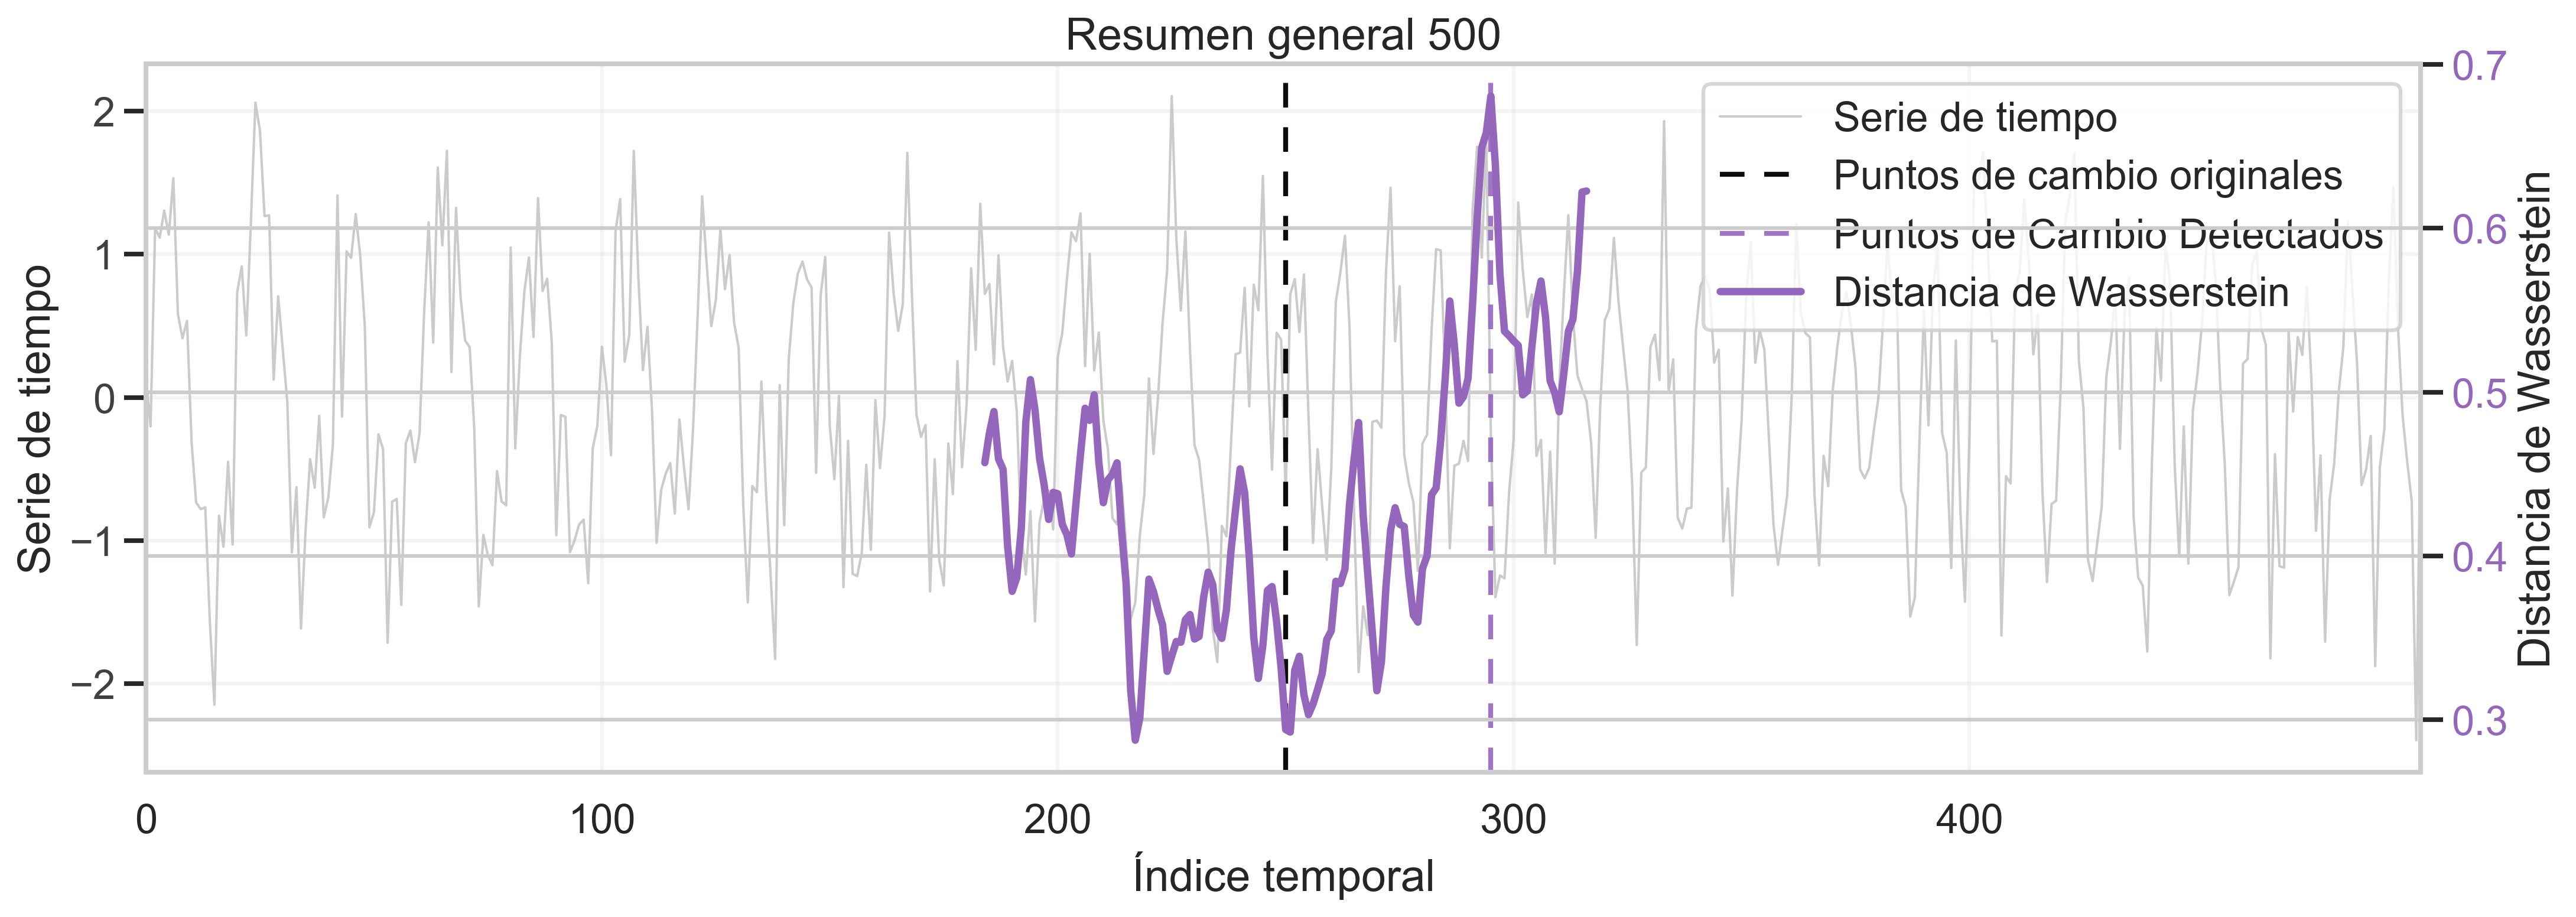 Resumen general 500
Serie de tiempo
2
1
0
−1
−2
Serie de tiempo
Puntos de cambio originales
Puntos de Cambio Detectados
Distancia de Wasserstein
0.7
0.6
0.5
0.4
0.3
Distancia de Wasserstein
0
100
200
300
400
Índice temporal